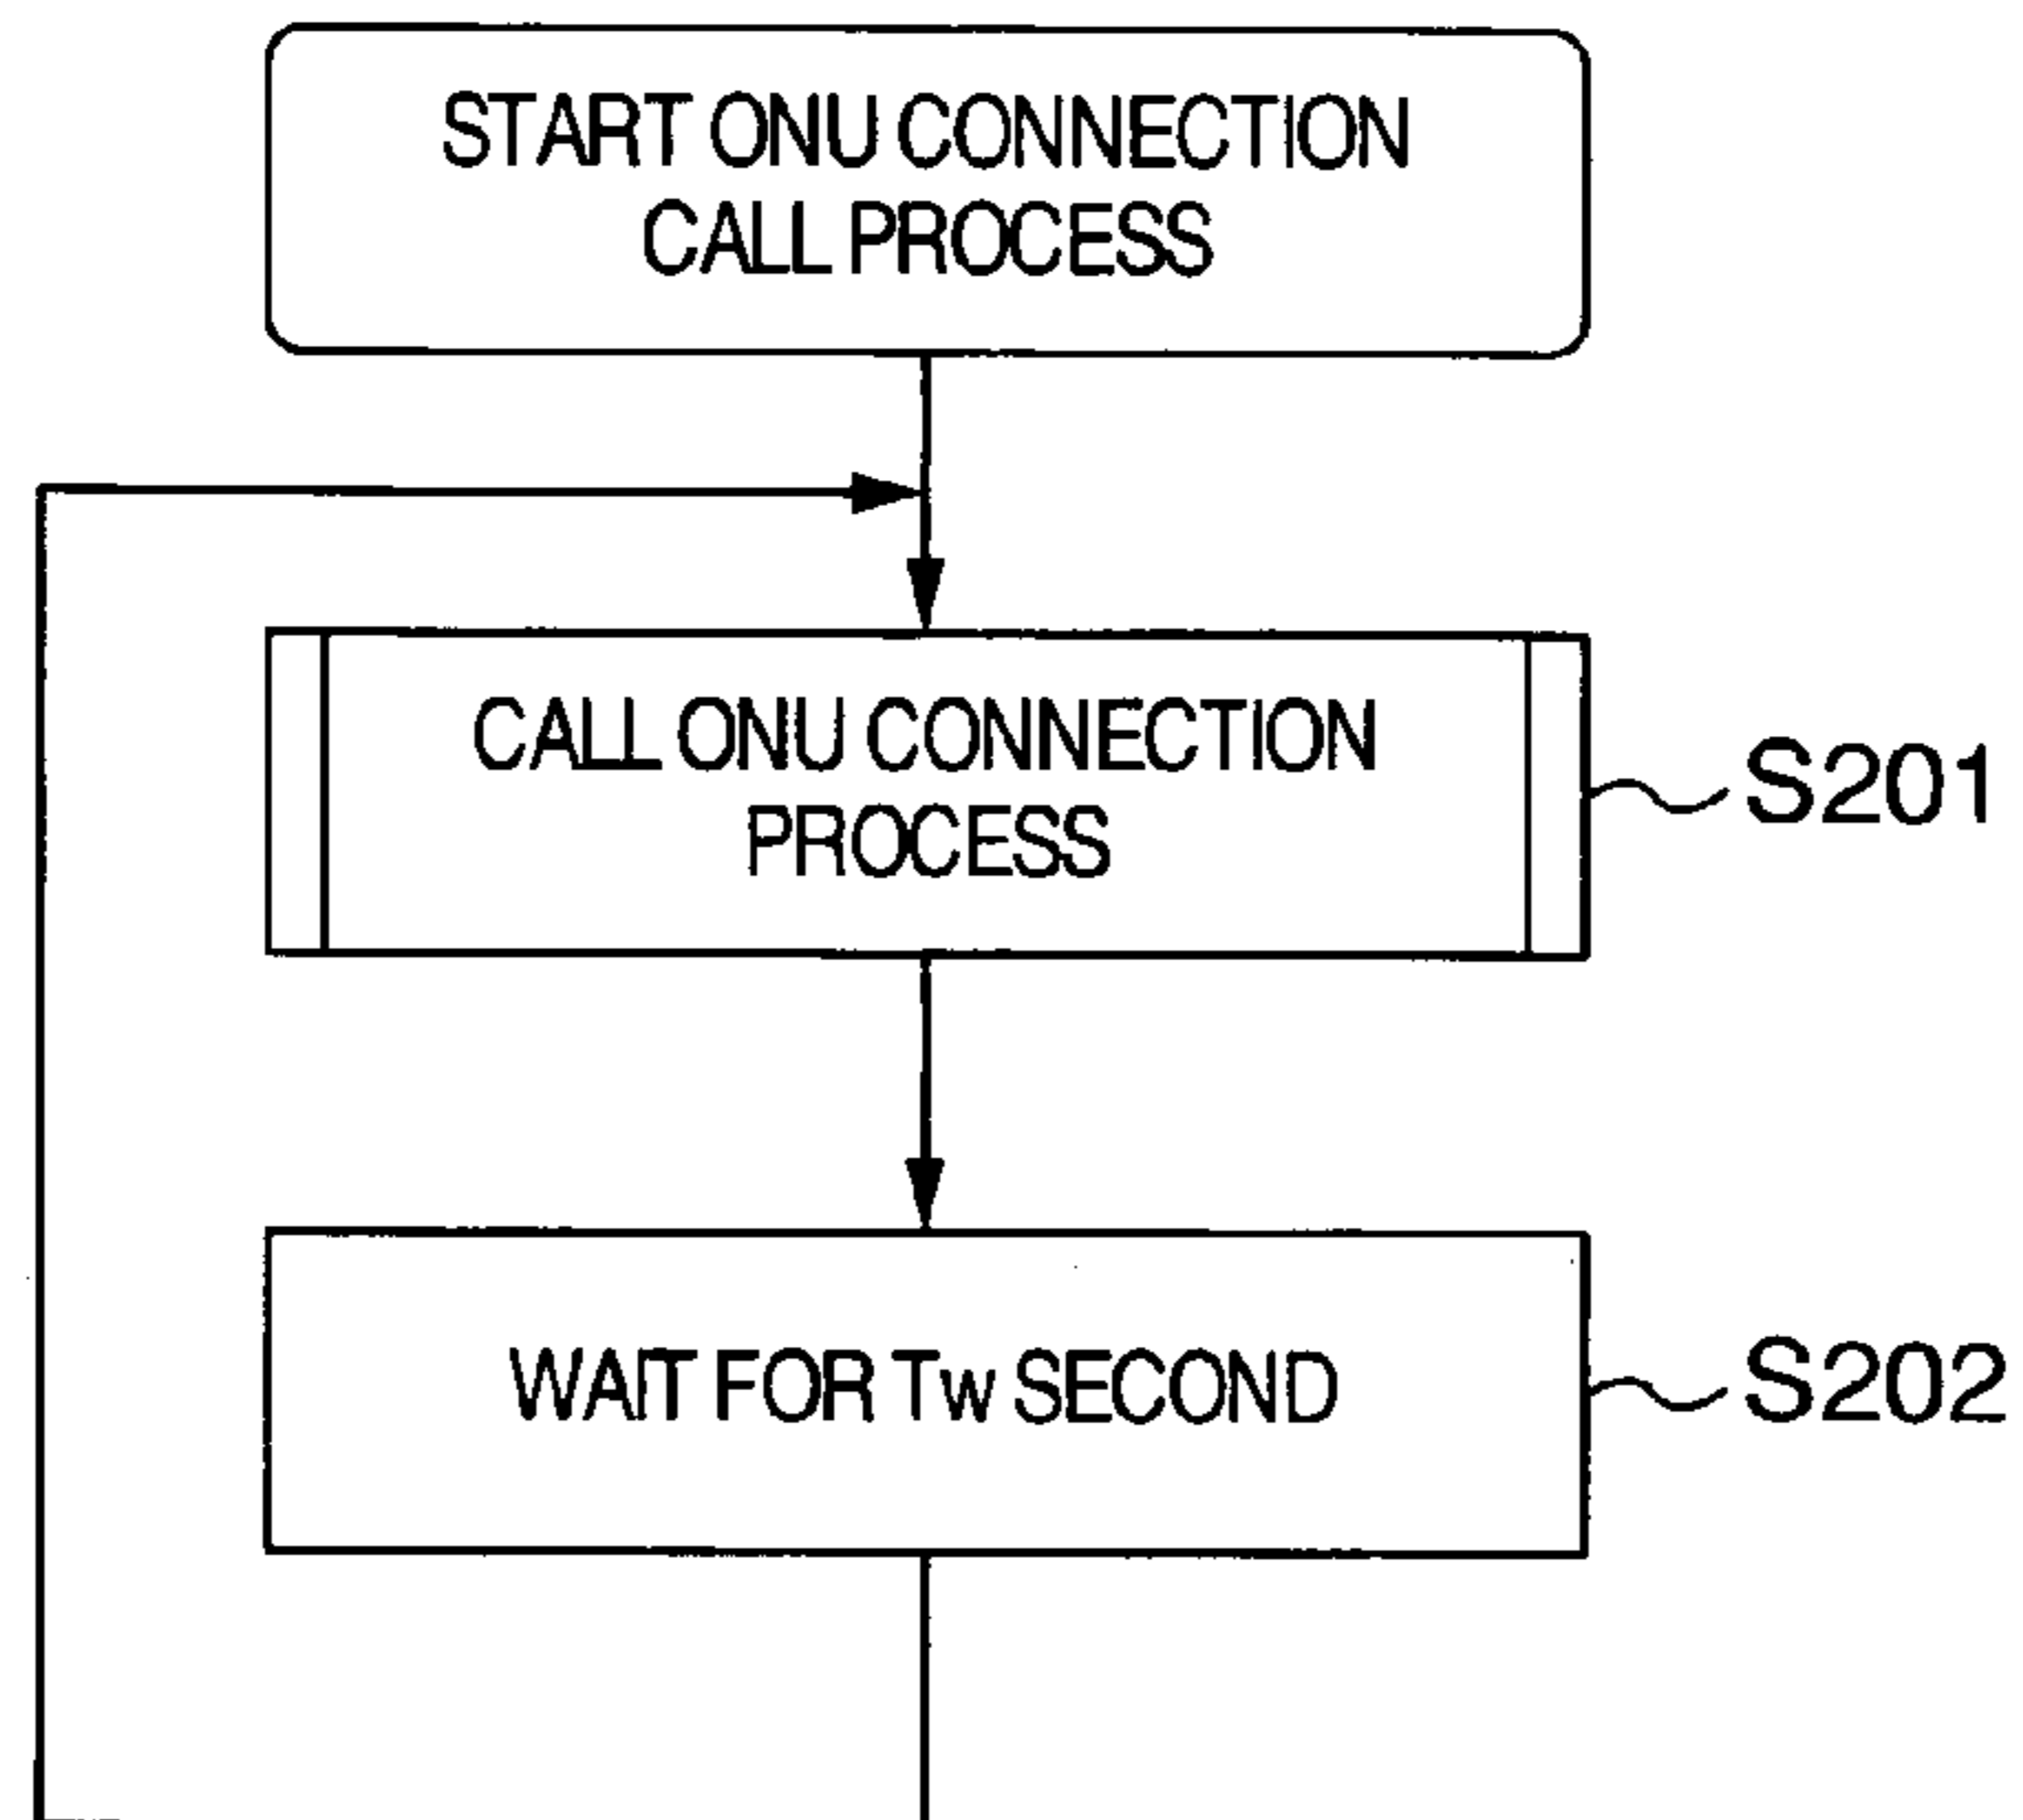 START ONU CONNECTION
CALL PROCESS
CALL ONU CONNECTION
PROCESS
S201
WAIT FOR Tw SECOND
S202